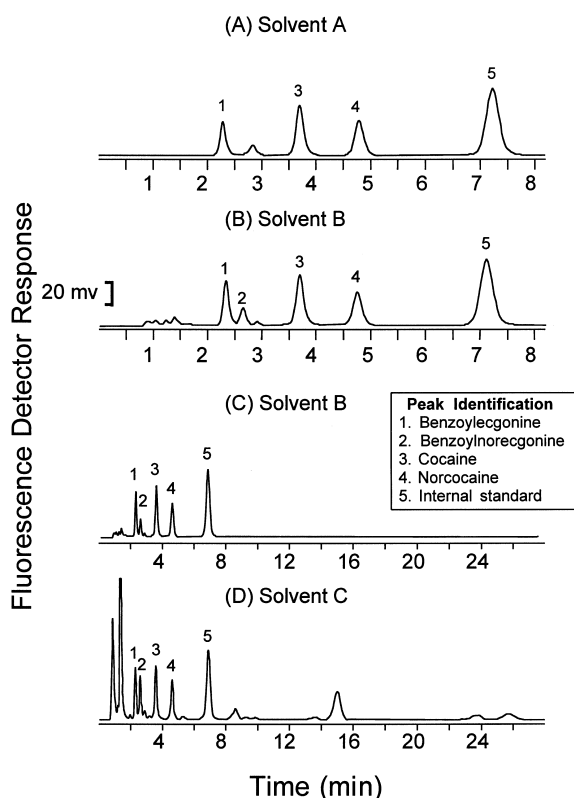 (A) Solvent A
1
3
4
5
1 2 3 4 5 6 7 8
(B) Solvent B
20 mv
1
2
3
4
5
1 2 3 4 5 6 7 8
(C) Solvent B
1
2
3
4
5
4 8 12 16 20 24
Peak Identification
1. Benzoylecgonine
2. Benzoylnorecgonine
3. Cocaine
4. Norcocaine
5. Internal standard
(D) Solvent C
1
2
3
4
5
4 8 12 16 20 24
Time (min)
Fluorescence Detector Response